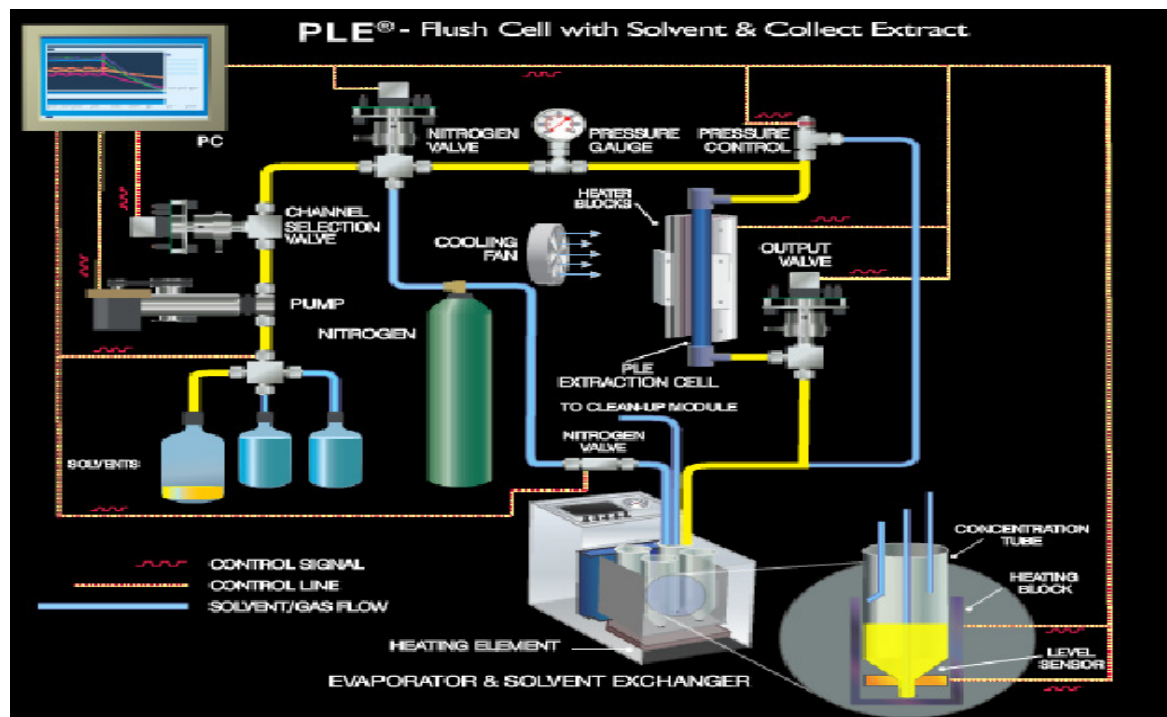 PLE® - Flush Cell with Solvent & Collect Extract
PC
NITROGEN
VALVE
PRESSURE
GAUGE
PRESSURE
CONTROL
HEATER
BLOCKS
CHANNEL
SELECTION
VALVE
COOLING
FAN
OUTPUT
VALVE
PUMP
NITROGEN
PLE
EXTRACTION CELL
TO CLEAN-UP MODULE
NITROGEN
VALVE
SOLVENTS
CONCENTRATION
TUBE
HEATING
BLOCK
LEVEL
SENSOR
CONTROL SIGNAL
CONTROL LINE
SOLVENT/GAS FLOW
HEATING ELEMENT
EVAPORATOR & SOLVENT EXCHANGER